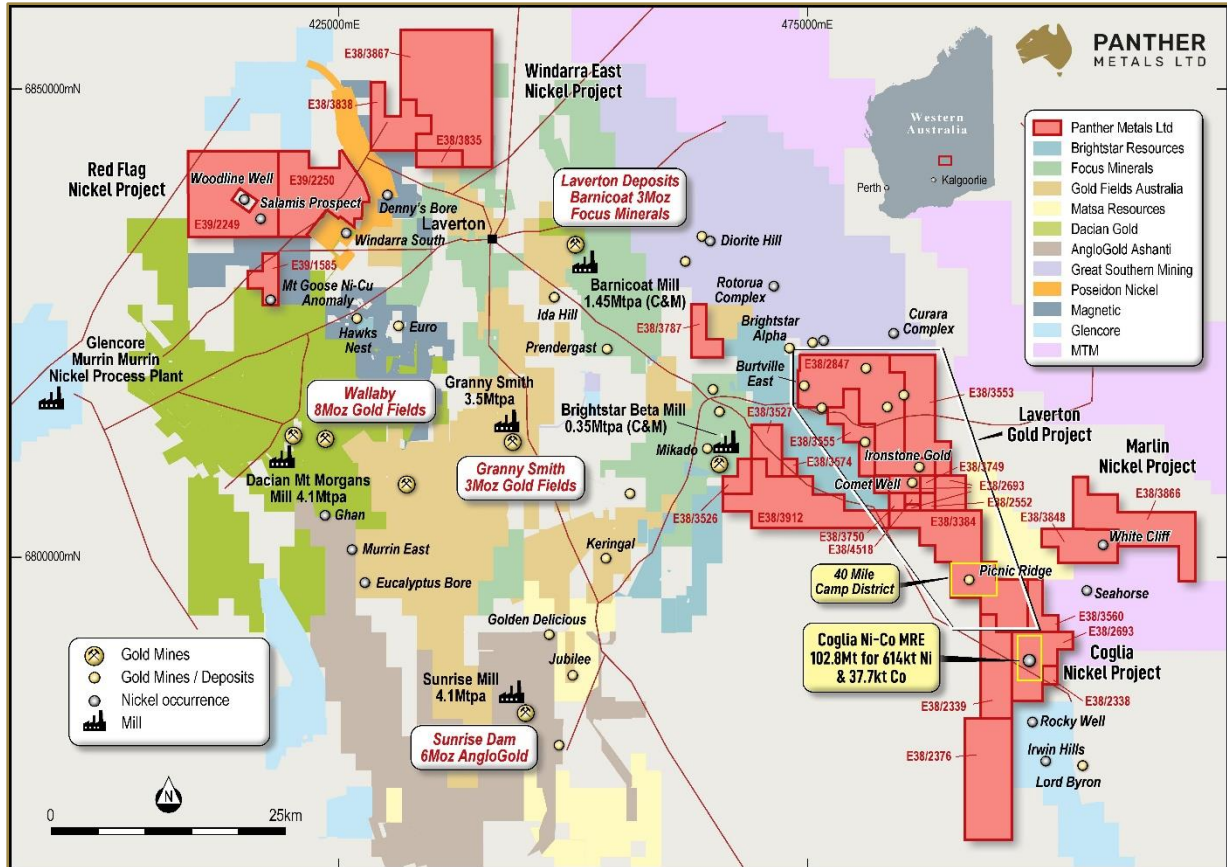 425000mE
475000mE
6850000mN
6800000mN
PANTHER
METALS LTD
Western
Australia
Perth
Kalgoorlie
Panther Metals Ltd
Brightstar Resources
Focus Minerals
Gold Fields Australia
Matsa Resources
Dacian Gold
AngloGold Ashanti
Great Southern Mining
Poseidon Nickel
Magnetic
Glencore
MTM
E38/3867
Windarra East
Nickel Project
E38/3838
E38/3835
Red Flag
Nickel Project
Woodline Well
E39/2250
Salamis Prospect
E39/2249
Denny's Bore
Laverton
Windarra South
Laverton Deposits
Barnicoat 3Moz
Focus Minerals
Diorite Hill
E39/1585
Mt Goose Ni-Cu
Anomaly
Barnicoat Mill
1.45Mtpa (C&M)
Rotorua
Complex
Ida Hill
Hawks
Nest
Euro
E38/3787
Brightstar
Alpha
Curara
Complex
Prendergast
Glencore
Murrin Murrin
Nickel Process Plant
Burtville
East
E38/2847
E38/3553
Wallaby
8Moz Gold Fields
Granny Smith
3.5Mtpa
Brightstar Beta Mill
0.35Mtpa (C&M)
E38/3527
Laverton
Gold Project
E38/3555
Mikado
Ironstone Gold
E38/3574
Marlin
Nickel Project
Granny Smith
3Moz Gold Fields
Dacian Mt Morgans
Mill 4.1Mtpa
Comet Well
E38/3749
E38/2693
E38/2552
E38/3866
Ghan
E38/3526
E38/3912
E38/3384
E38/3848
E38/3750
E38/4518
White Cliff
Murrin East
Keringal
Eucalyptus Bore
40 Mile
Camp District
Picnic Ridge
Seahorse
Golden Delicious
E38/3560
E38/2693
Coglia Ni-Co MRE
102.8Mt for 614kt Ni
& 37.7kt Co
Coglia
Nickel Project
Jubilee
E38/2338
Sunrise Mill
4.1Mtpa
E38/2339
Rocky Well
Sunrise Dam
6Moz AngloGold
E38/2376
Irwin Hills
Lord Byron
Gold Mines
Gold Mines / Deposits
Nickel occurrence
Mill
N
0
25km